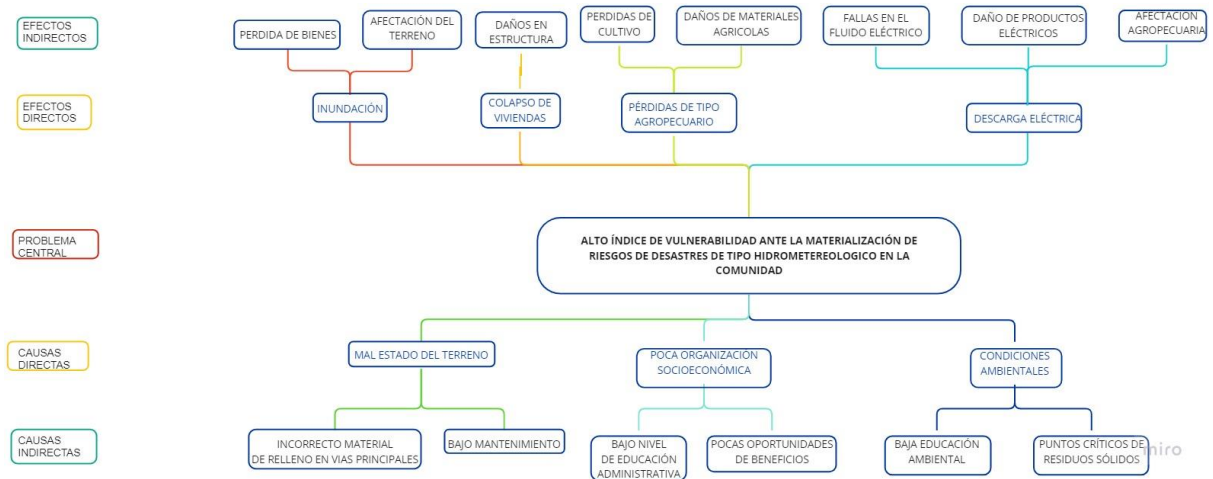 EFECTOS
INDIRECTOS
PERDIDA DE BIENES
AFECTACIÓN DEL
TERRENO
DAÑOS EN
ESTRUCTURA
PERDIDAS DE
CULTIVO
DAÑOS DE MATERIALES
AGRICOLAS
FALLAS EN EL
FLUIDO ELÉCTRICO
DAÑO DE PRODUCTOS
ELÉCTRICOS
AFECTACION
AGROPECUARIA
EFECTOS
DIRECTOS
INUNDACIÓN
COLAPSO DE
VIVIENDAS
PÉRDIDAS DE TIPO
AGROPECUARIO
DESCARGA ELÉCTRICA
PROBLEMA
CENTRAL
ALTO ÍNDICE DE VULNERABILIDAD ANTE LA MATERIALIZACIÓN DE
RIESGOS DE DESASTRES DE TIPO HIDROMETEREOLOGICO EN LA
COMUNIDAD
CAUSAS
DIRECTAS
MAL ESTADO DEL TERRENO
POCA ORGANIZACIÓN
SOCIOECONÓMICA
CONDICIONES
AMBIENTALES
CAUSAS
INDIRECTAS
INCORRECTO MATERIAL
DE RELLENO EN VIAS PRINCIPALES
BAJO MANTENIMIENTO
BAJO NIVEL
DE EDUCACIÓN
ADMINISTRATIVA
POCAS OPORTUNIDADES
DE BENEFICIOS
BAJA EDUCACIÓN
AMBIENTAL
PUNTOS CRÍTICOS DE
RESIDUOS SÓLIDOS
miro